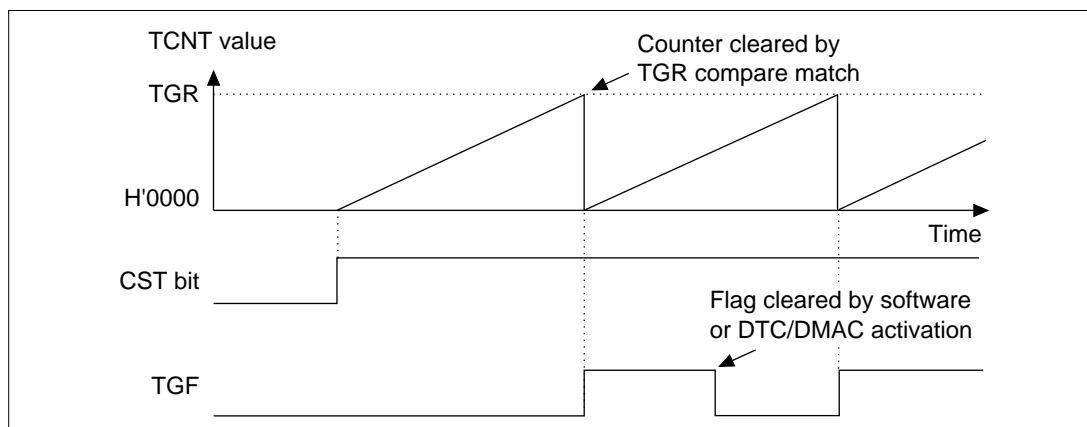 TCNT value
Counter cleared by
TGR compare match
TGR
H'0000
Time
CST bit
Flag cleared by software
or DTC/DMAC activation
TGF